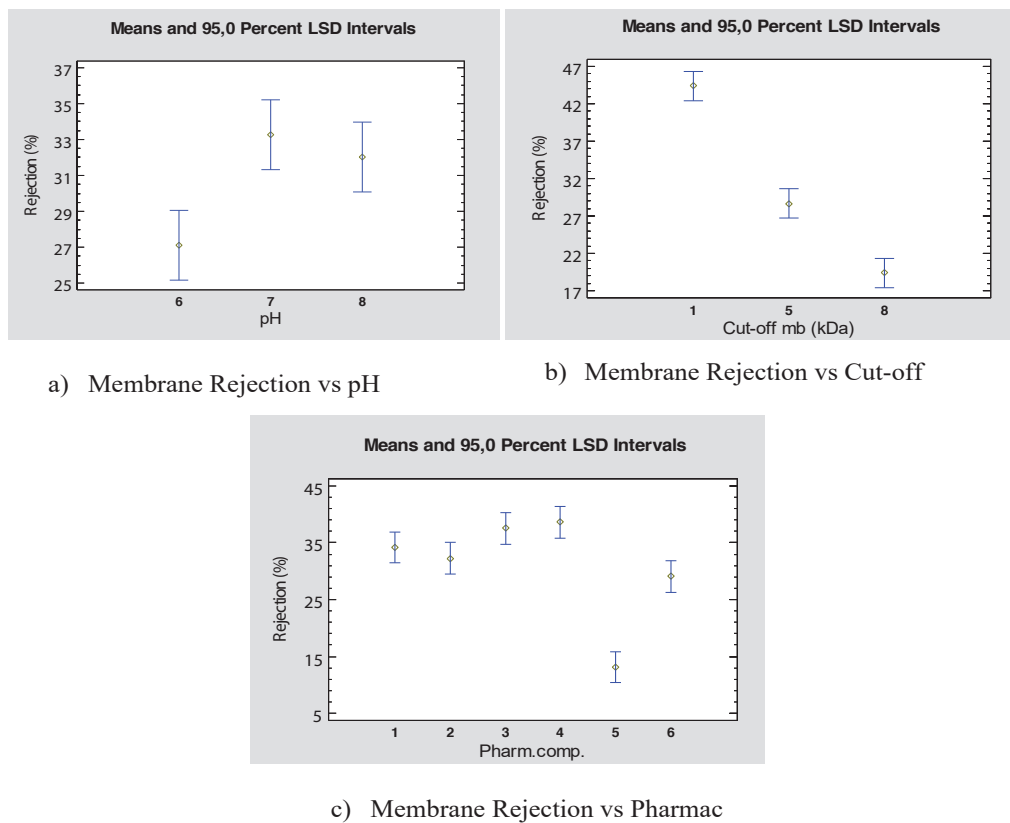 Means and 95,0 Percent LSD Intervals
Rejection (%)
37
35
33
31
29
27
25
6 7 8
pH
Means and 95,0 Percent LSD Intervals
Rejection (%)
47
42
37
32
27
22
17
1 5 8
Cut-off mb (kDa)
a) Membrane Rejection vs pH
b) Membrane Rejection vs Cut-off
Means and 95,0 Percent LSD Intervals
Rejection (%)
45
35
25
15
5
1 2 3 4 5 6
Pharm.comp.
c) Membrane Rejection vs Pharmac